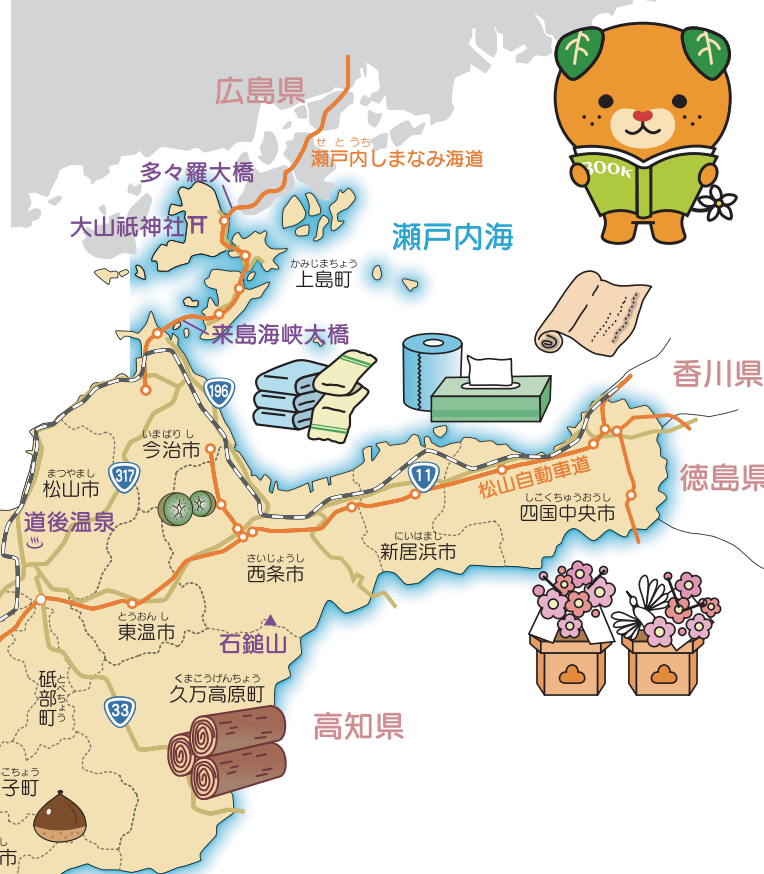 広島県
BOOK
せとうち
瀬戸内しまなみ海道
多々羅大橋
大山祇神社
瀬戸内海
かみじまちょう
上島町
来島海峡大橋
香川県
196
いまばりし
今治市
317
まつやまし
松山市
11
松山自動車道
徳島県
しこくちゅうおうし
四国中央市
道後温泉
にいはまし
新居浜市
さいじょうし
西条市
とうおんし
東温市
石鎚山
くまこうげんちょう
久万高原町
とべちょう
砥部町
33
高知県
こちょう
子町
し
市